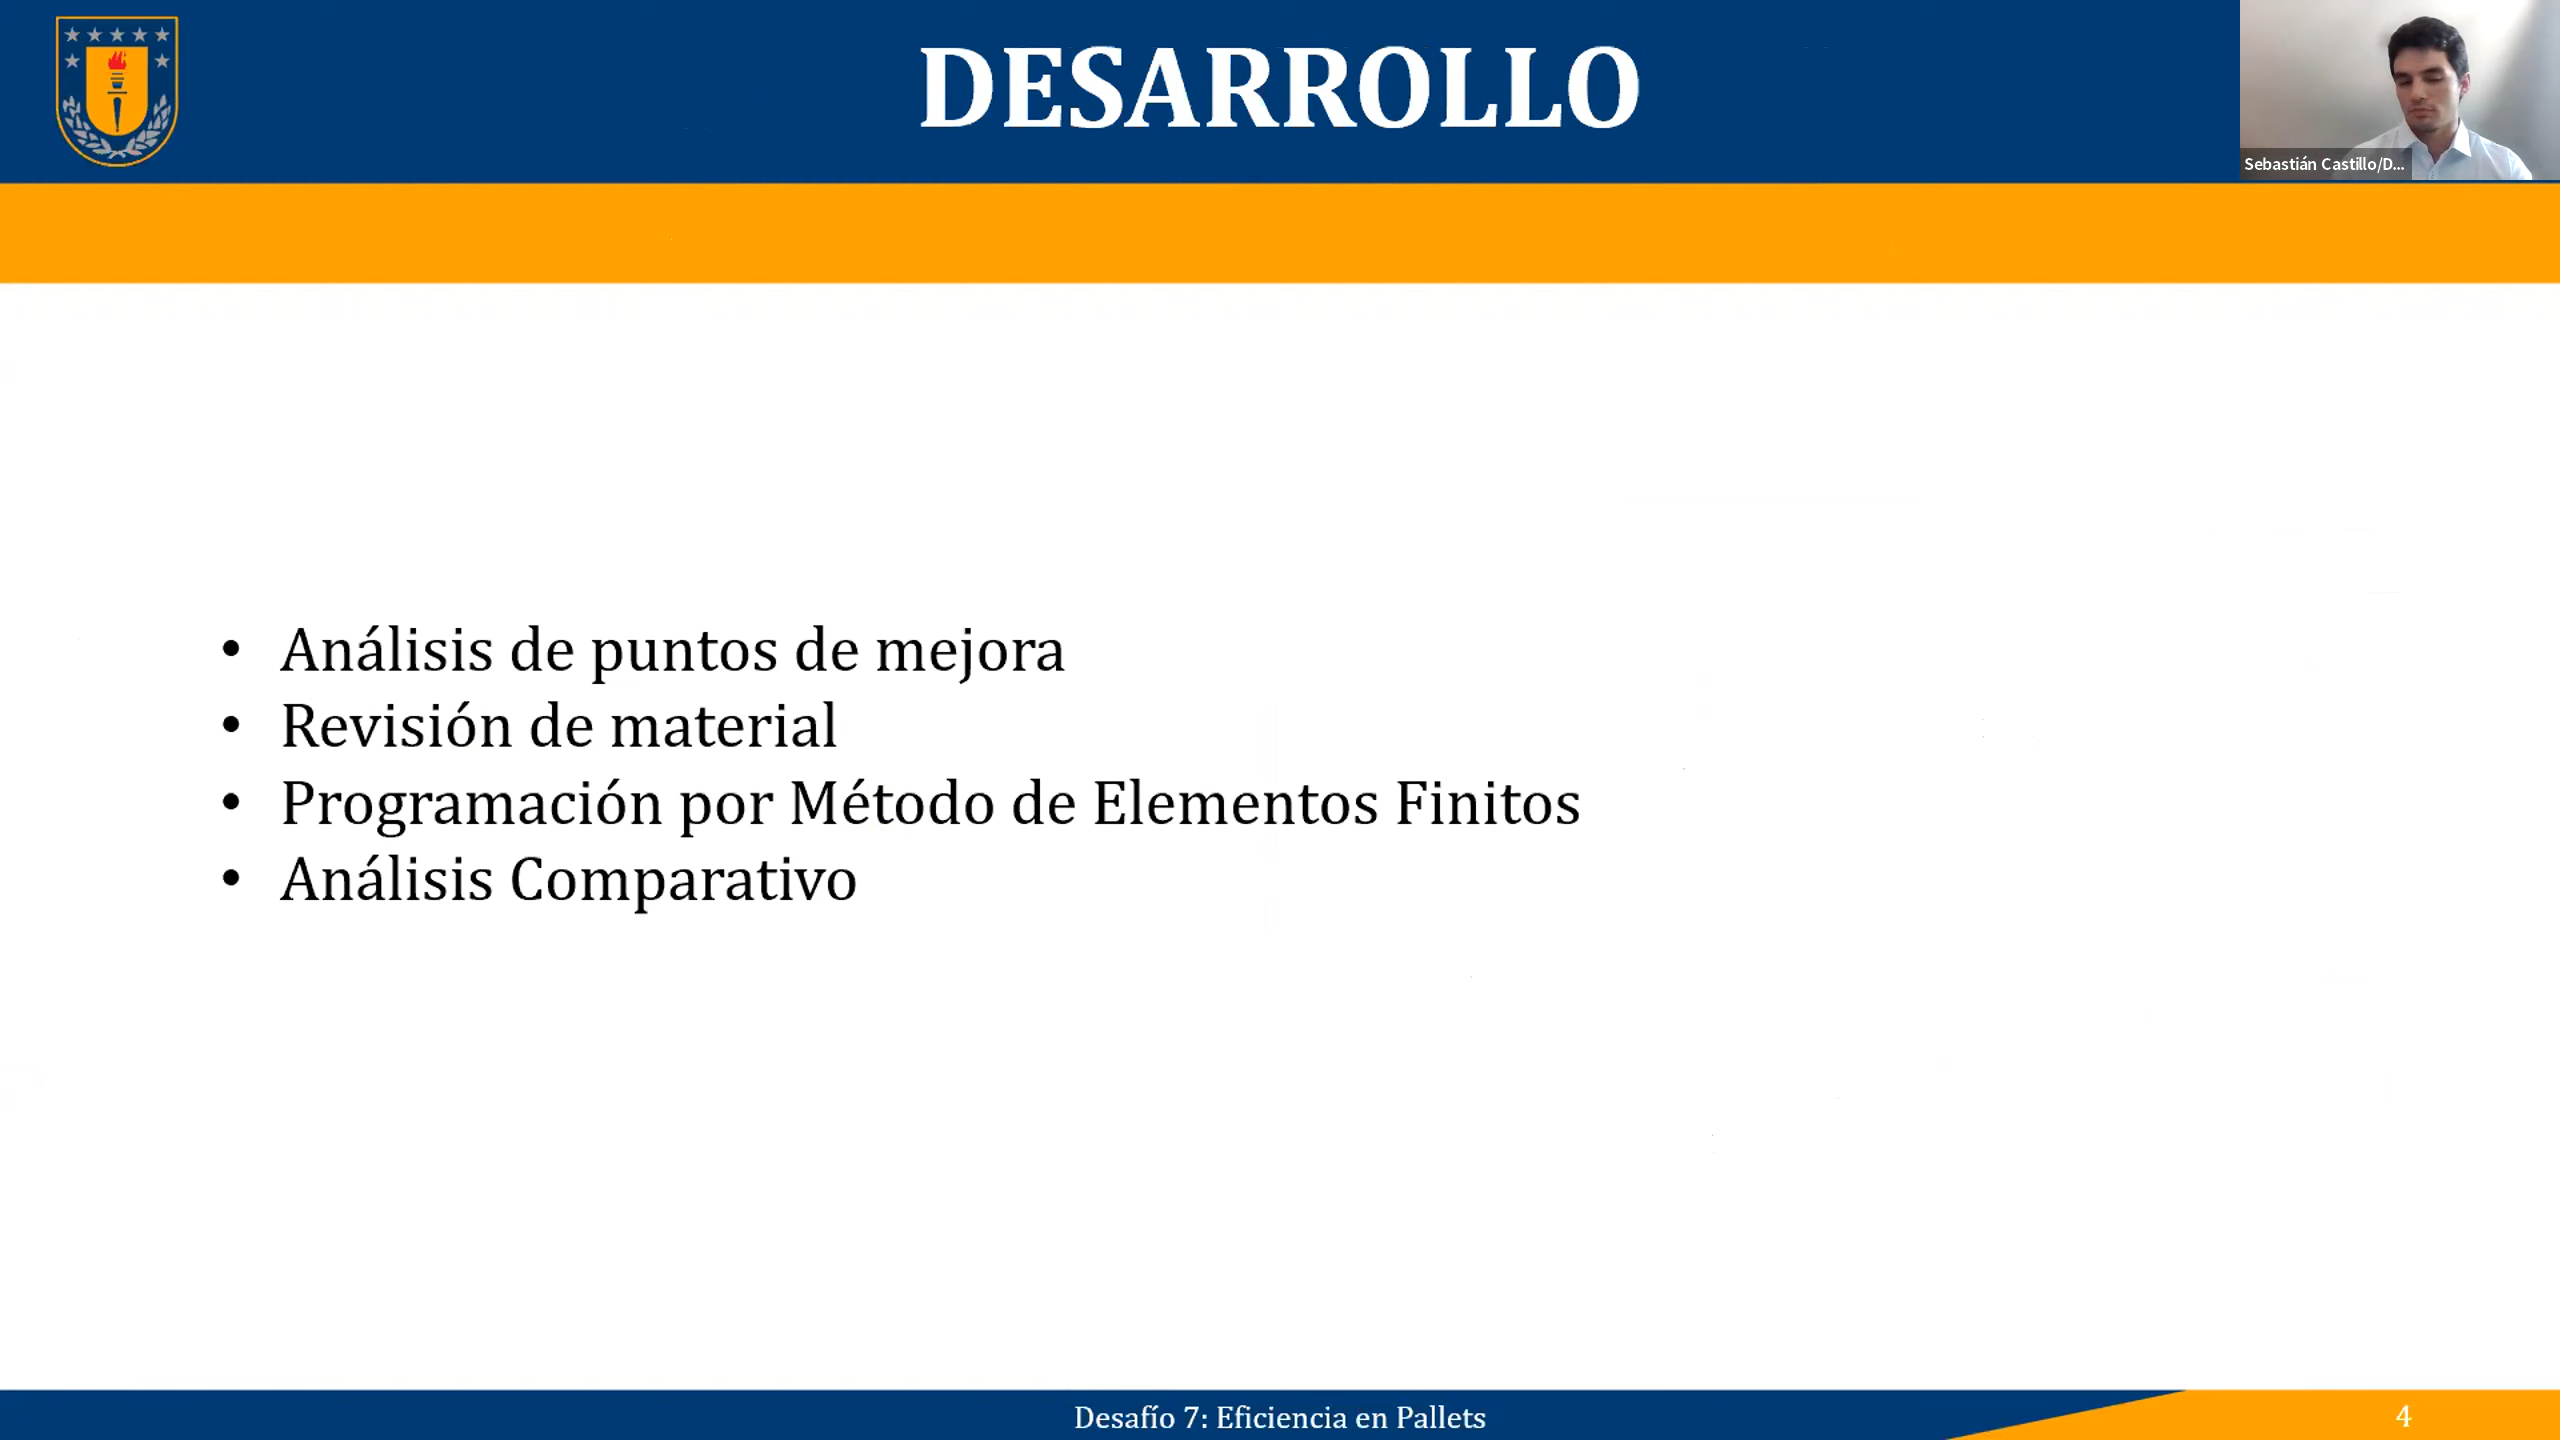 DESARROLLO
Sebastián Castillo/D...
• Análisis de puntos de mejora
• Revisión de material
• Programación por Método de Elementos Finitos
• Análisis Comparativo
Desafío 7: Eficiencia en Pallets
4